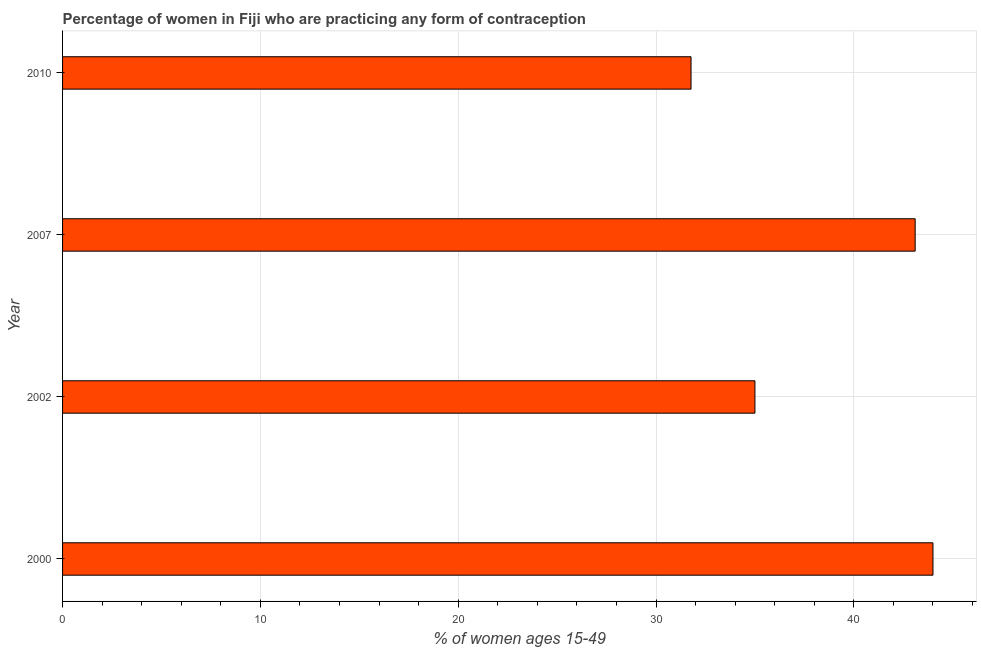 Percentage of women in Fiji who are practicing any form of contraception
2010
2007
2002
2000
Year
0 10 20 30 40
% of women ages 15-49